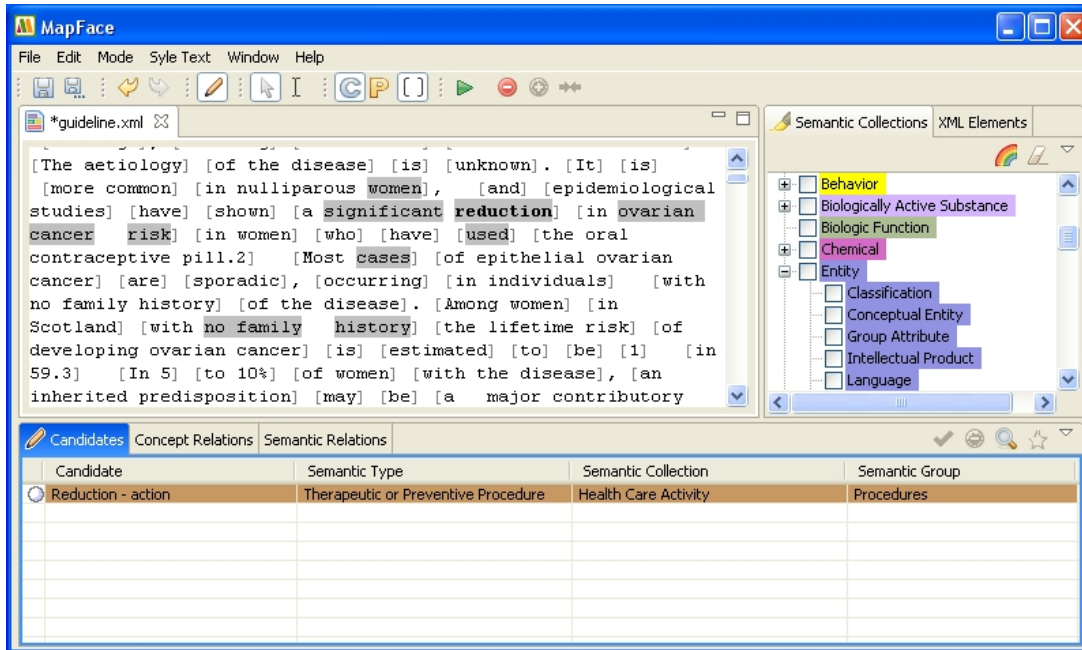 MapFace
File Edit Mode Syle Text Window Help
*guideline.xml
[The aetiology] [of the disease] [is] [unknown]. [It] [is]
[more common] [in nulliparous women], [and] [epidemiological
studies] [have] [shown] [a significant reduction] [in ovarian
cancer risk] [in women] [who] [have] [used] [the oral
contraceptive pill.2] [Most cases] [of epithelial ovarian
cancer] [are] [sporadic], [occurring] [in individuals] [with
no family history] [of the disease]. [Among women] [in
Scotland] [with no family history] [the lifetime risk] [of
developing ovarian cancer] [is] [estimated] [to] [be] [1] [in
59.3] [In 5] [to 10%] [of women] [with the disease], [an
inherited predisposition] [may] [be] [a major contributory
Semantic Collections XML Elements
Behavior
Biologically Active Substance
Biologic Function
Chemical
Entity
Classification
Conceptual Entity
Group Attribute
Intellectual Product
Language
Candidates Concept Relations Semantic Relations
Candidate Semantic Type Semantic Collection Semantic Group
Reduction - action Therapeutic or Preventive Procedure Health Care Activity Procedures